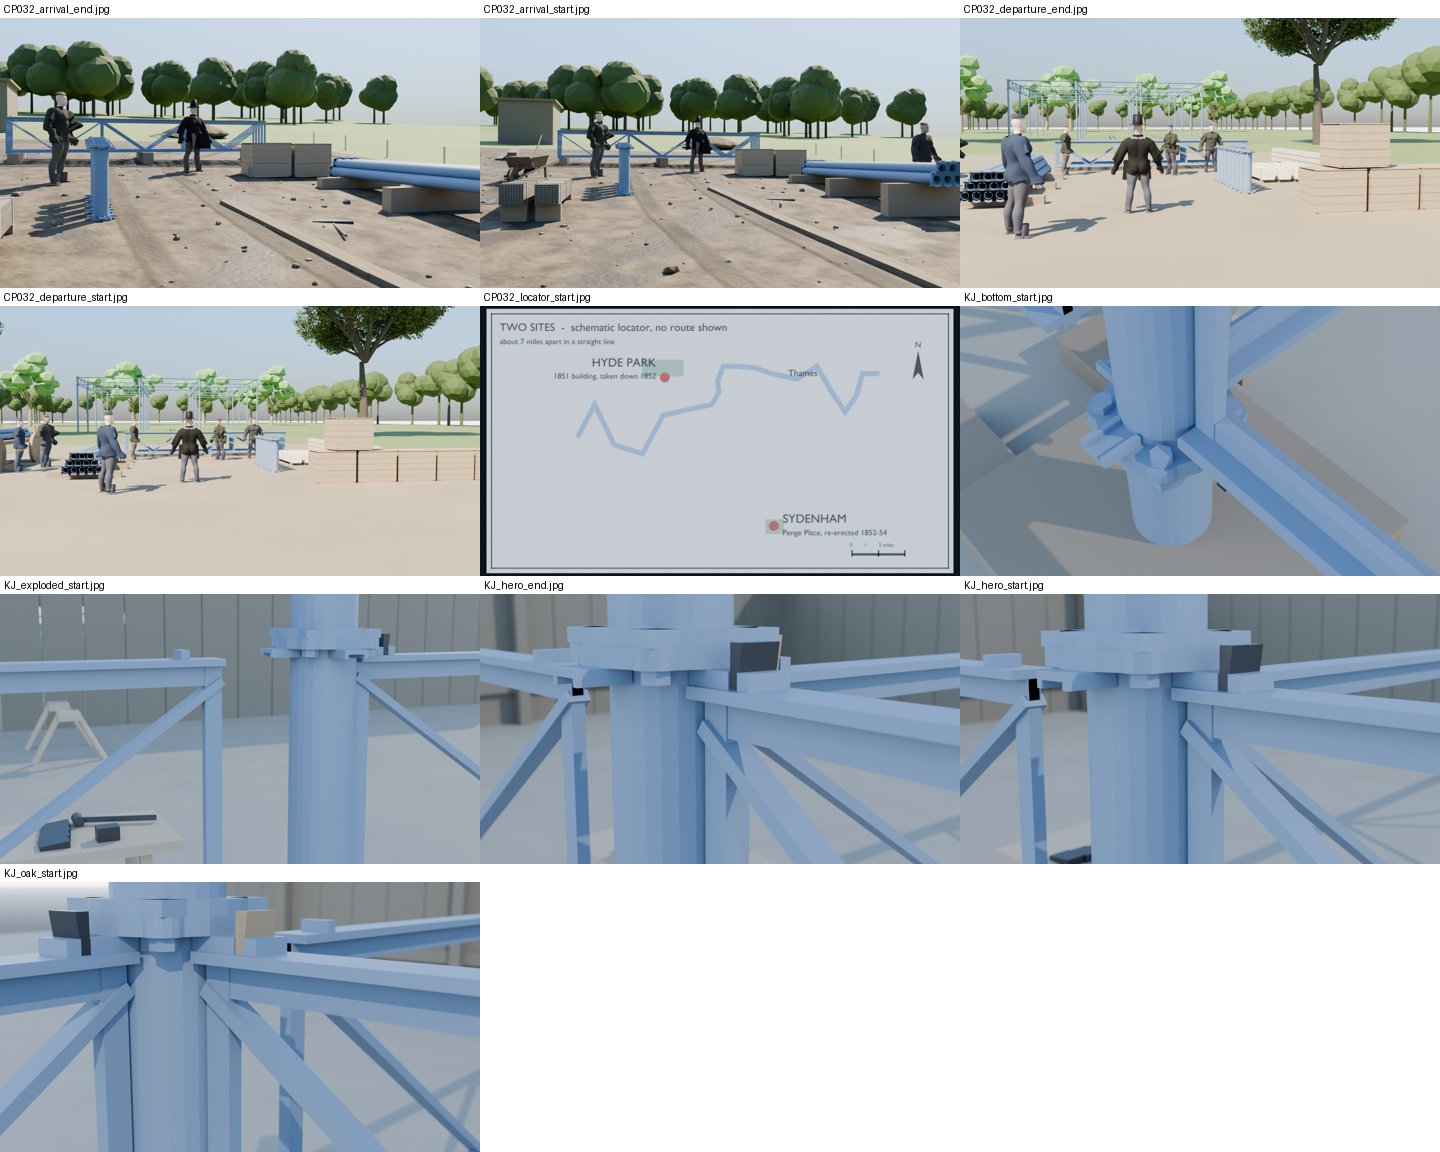 CP032_arrival_end.jpg
CP032_arrival_start.jpg
CP032_departure_end.jpg
CP032_departure_start.jpg
CP032_locator_start.jpg
TWO SITES - schematic locator, no route shown
about 7 miles apart in a straight line
N
HYDE PARK
1851 building, taken down 1852
Thames
SYDENHAM
Penge Place, re-erected 1852-54
0 1 2 miles
KJ_bottom_start.jpg
KJ_exploded_start.jpg
KJ_hero_end.jpg
KJ_hero_start.jpg
KJ_oak_start.jpg